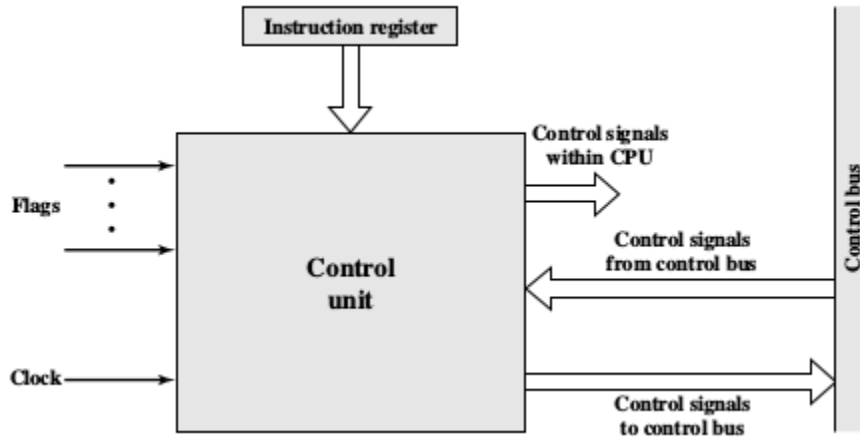 Instruction register
Control signals
within CPU
Flags
Control
unit
Control signals
from control bus
Control bus
Clock
Control signals
to control bus